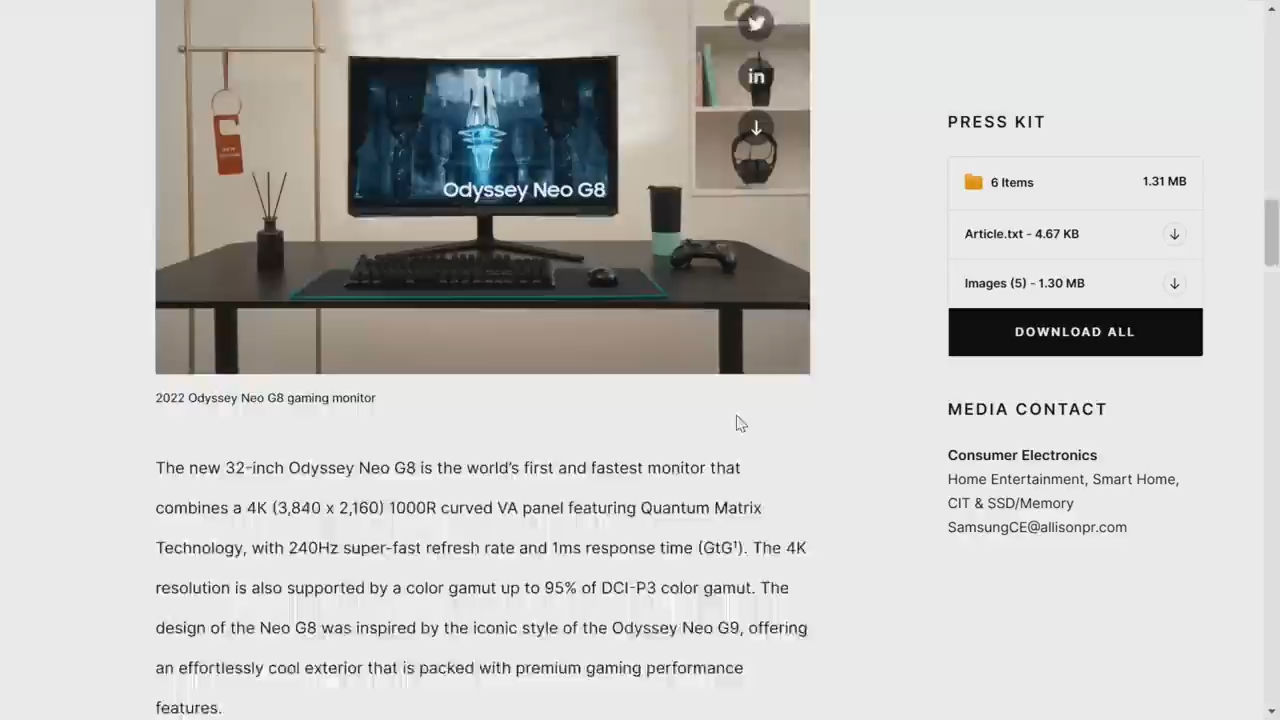 in
Odyssey Neo G8
2022 Odyssey Neo G8 gaming monitor
The new 32-inch Odyssey Neo G8 is the world's first and fastest monitor that
combines a 4K (3,840 x 2,160) 1000R curved VA panel featuring Quantum Matrix
Technology, with 240Hz super-fast refresh rate and 1ms response time (GtG¹). The 4K
resolution is also supported by a color gamut up to 95% of DCI-P3 color gamut. The
design of the Neo G8 was inspired by the iconic style of the Odyssey Neo G9, offering
an effortlessly cool exterior that is packed with premium gaming performance
features.
PRESS KIT
6 Items 1.31 MB
Article.txt - 4.67 KB
Images (5) - 1.30 MB
DOWNLOAD ALL
MEDIA CONTACT
Consumer Electronics
Home Entertainment, Smart Home,
CIT & SSD/Memory
SamsungCE@allisonpr.com